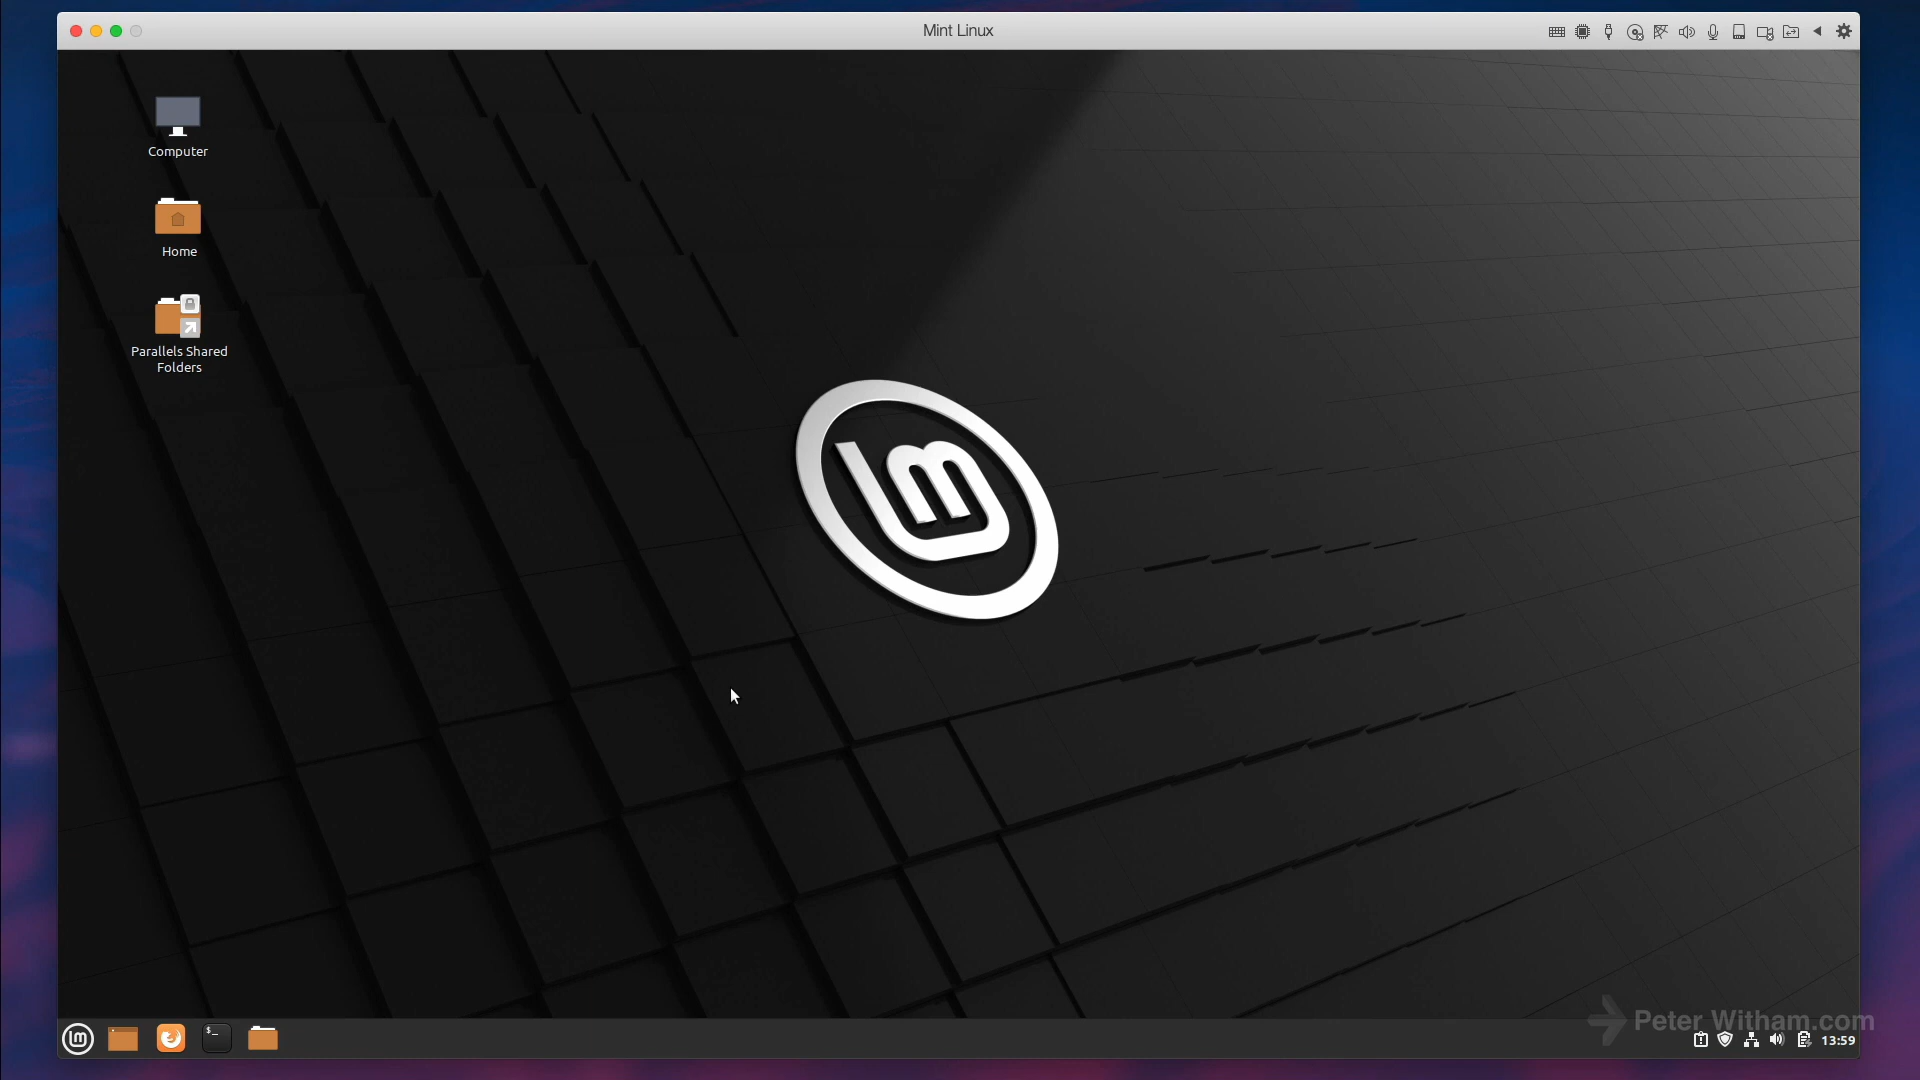 Mint Linux
Computer
Home
Parallels Shared
Folders
Peter Witham.com
$_
13:59